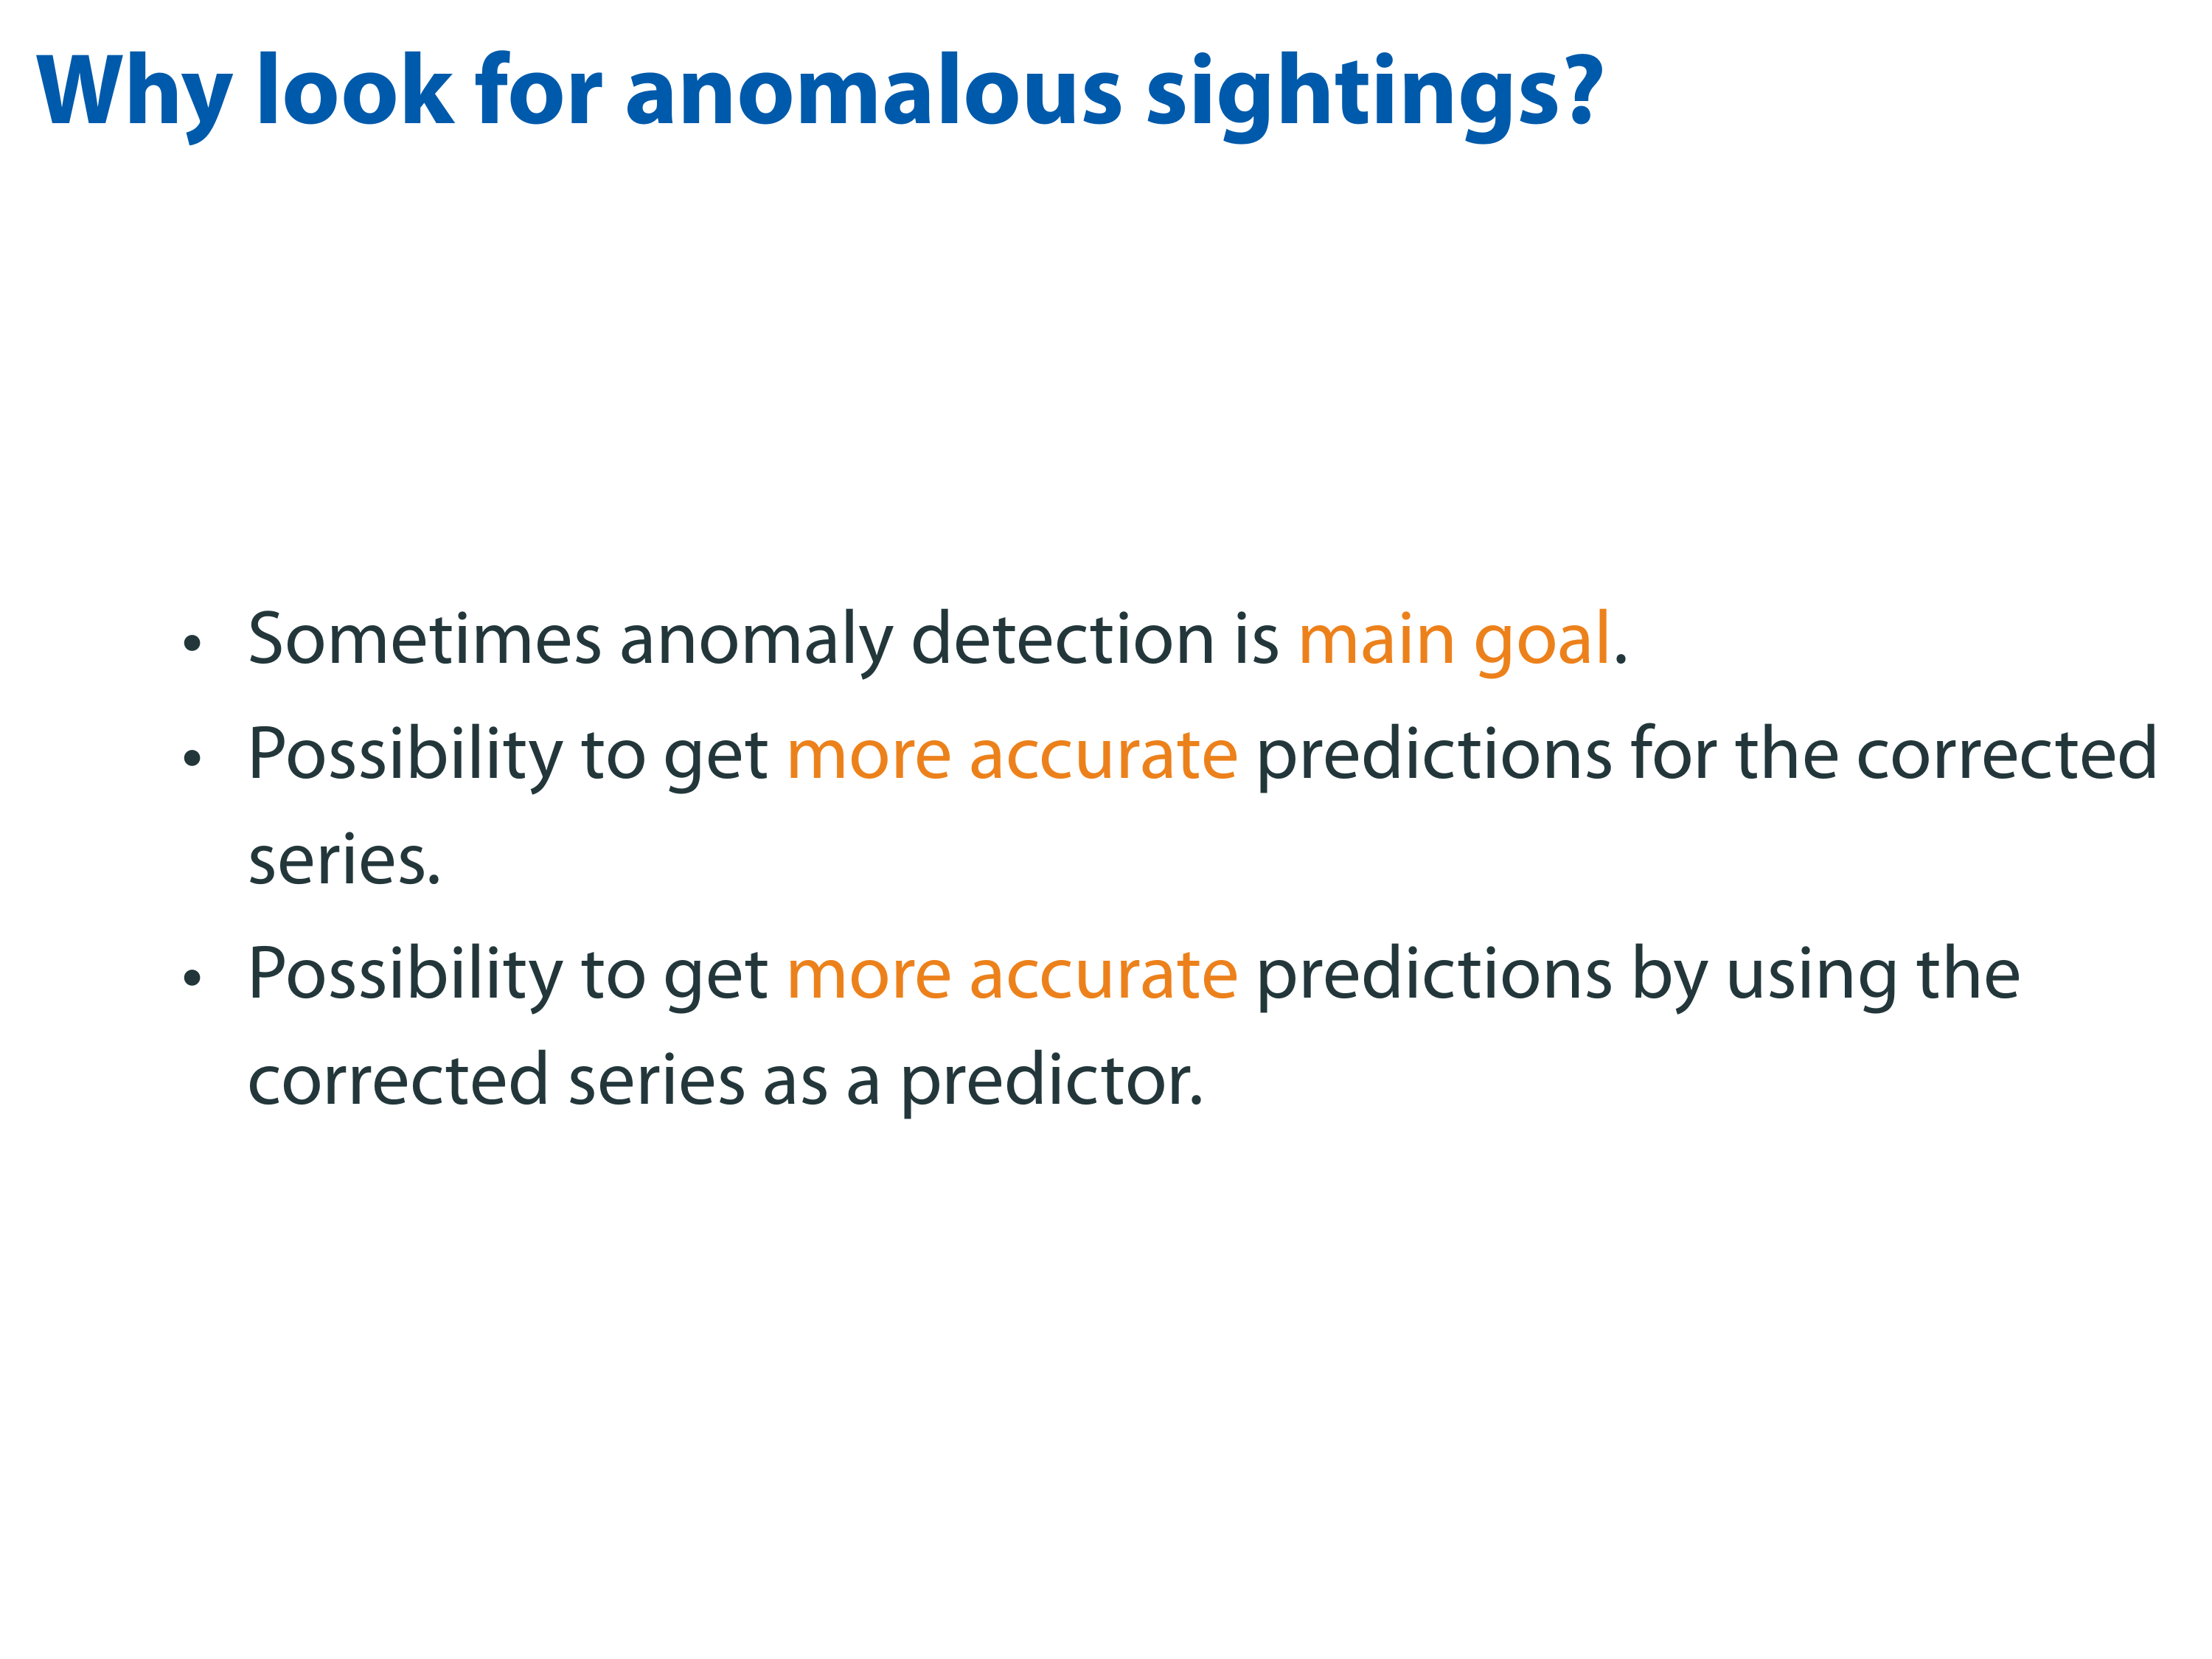 Why look for anomalous sightings?
• Sometimes anomaly detection is main goal.
• Possibility to get more accurate predictions for the corrected
series.
• Possibility to get more accurate predictions by using the
corrected series as a predictor.